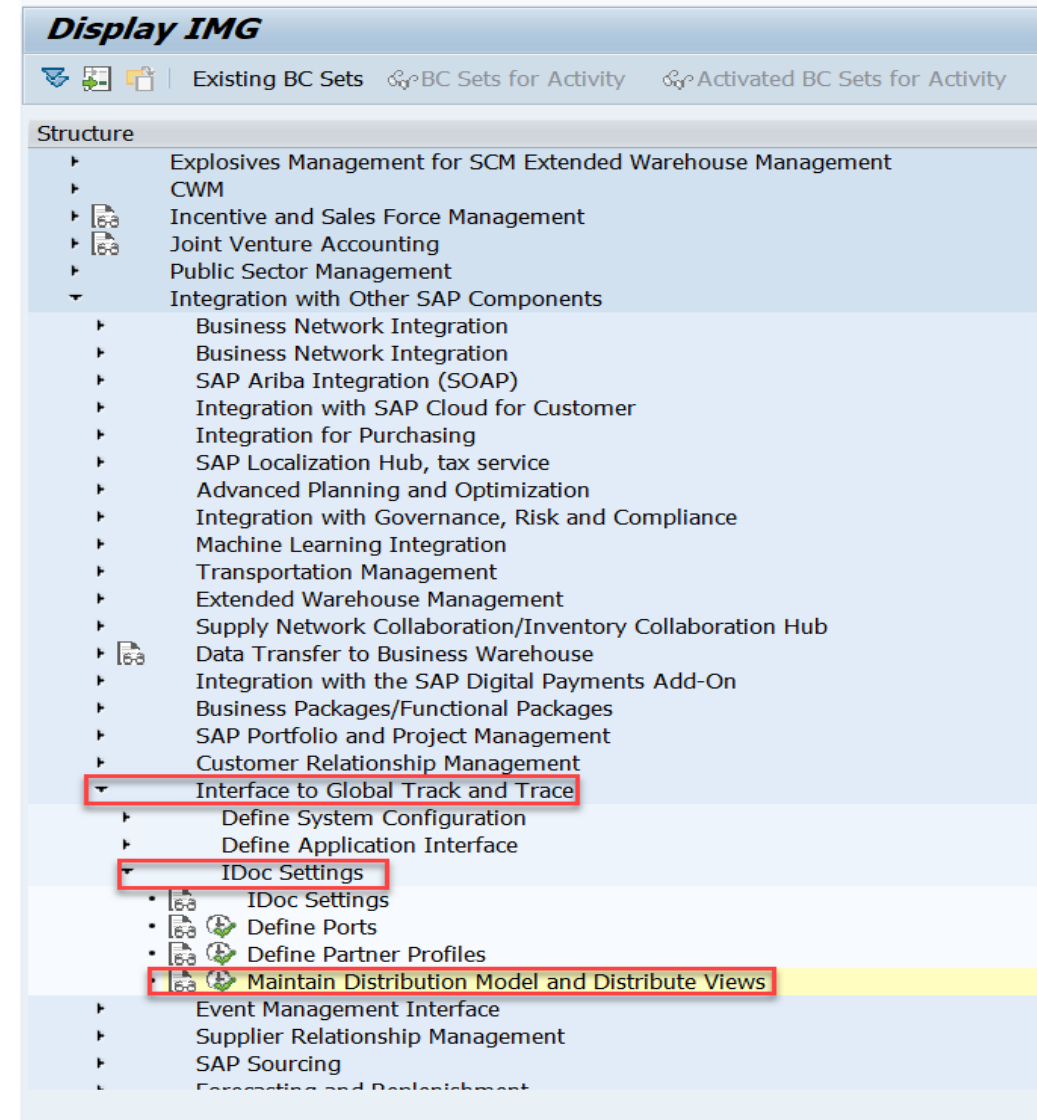 Display IMG
Existing BC Sets BC Sets for Activity Activated BC Sets for Activity
Structure
Explosives Management for SCM Extended Warehouse Management
CWM
Incentive and Sales Force Management
Joint Venture Accounting
Public Sector Management
Integration with Other SAP Components
Business Network Integration
Business Network Integration
SAP Ariba Integration (SOAP)
Integration with SAP Cloud for Customer
Integration for Purchasing
SAP Localization Hub, tax service
Advanced Planning and Optimization
Integration with Governance, Risk and Compliance
Machine Learning Integration
Transportation Management
Extended Warehouse Management
Supply Network Collaboration/Inventory Collaboration Hub
Data Transfer to Business Warehouse
Integration with the SAP Digital Payments Add-On
Business Packages/Functional Packages
SAP Portfolio and Project Management
Customer Relationship Management
Interface to Global Track and Trace
Define System Configuration
Define Application Interface
IDoc Settings
IDoc Settings
Define Ports
Define Partner Profiles
Maintain Distribution Model and Distribute Views
Event Management Interface
Supplier Relationship Management
SAP Sourcing
Forecasting and Replenishment